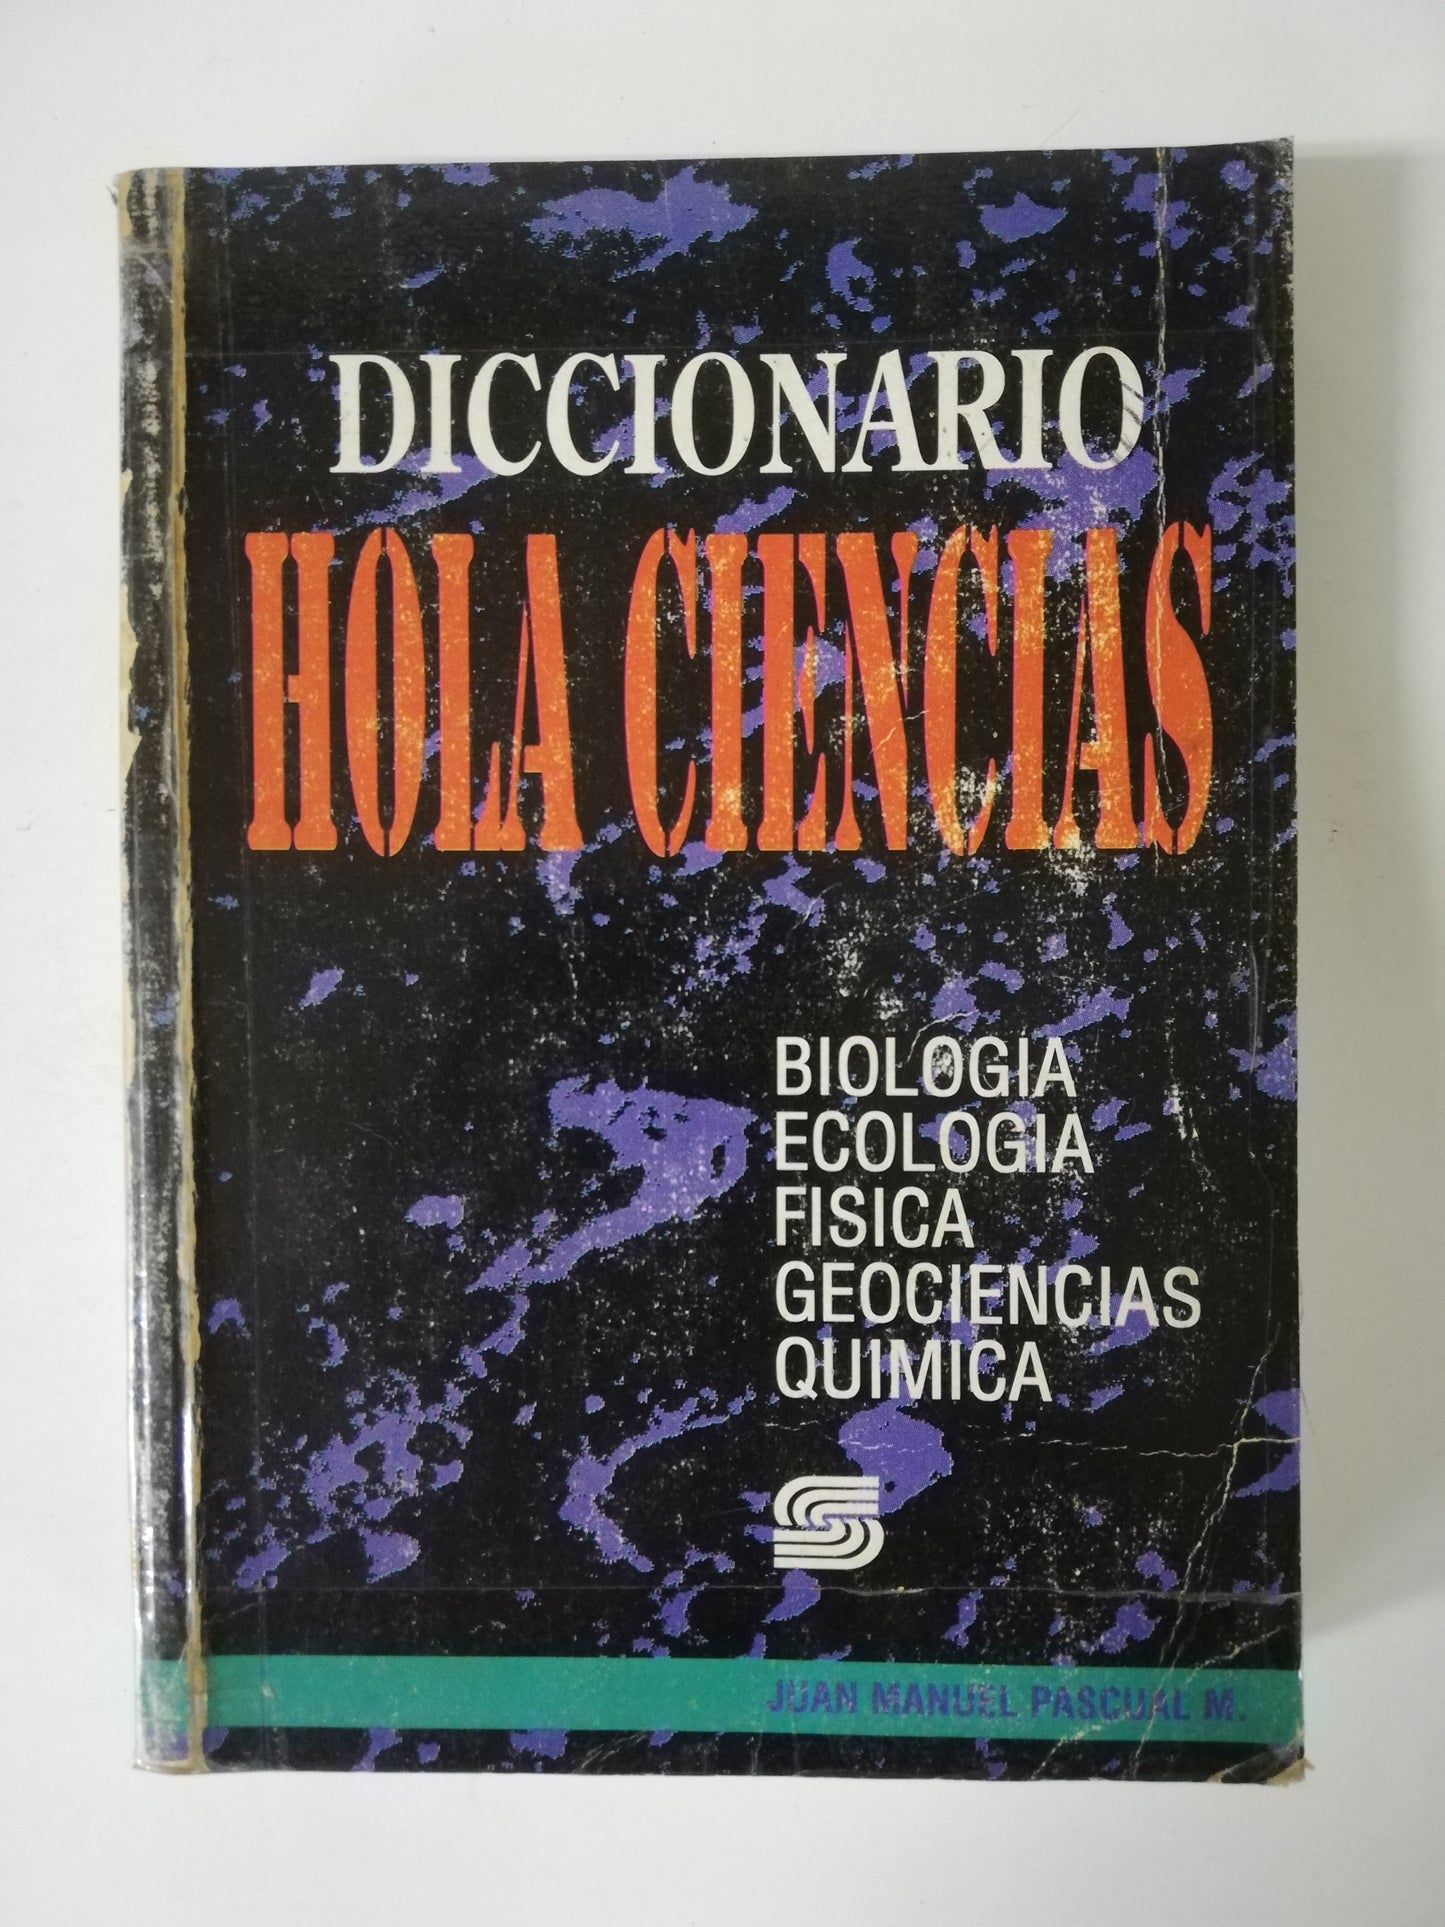 DICCIONARIO
HOLA CIENCIAS
BIOLOGIA
ECOLOGIA
FISICA
GEOCIENCIAS
QUIMICA
JUAN MANUEL PASCUAL M.